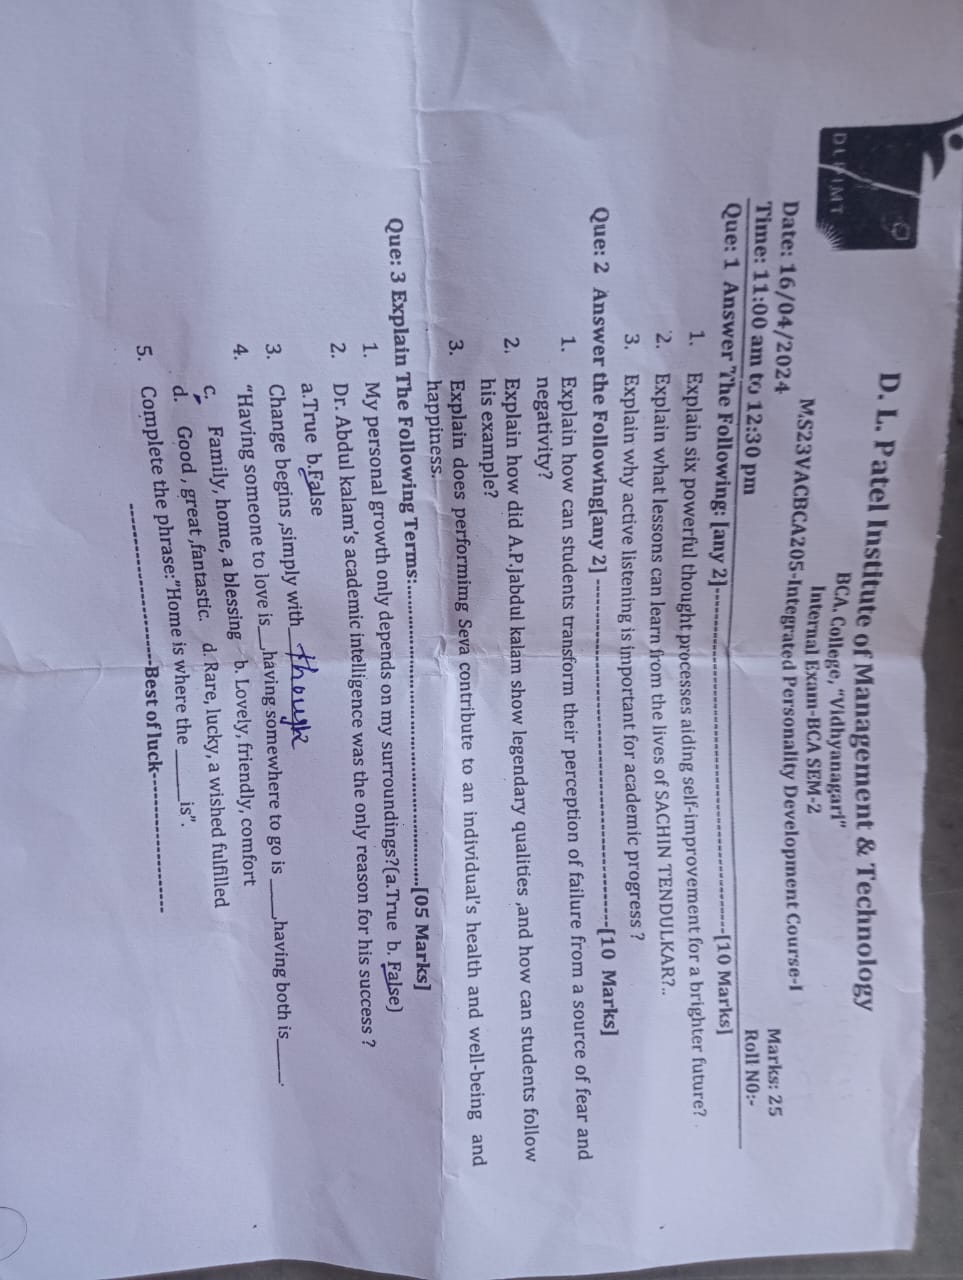 DLPIMT
D. L. Patel Institute of Management & Technology
BCA. College, "Vidhyanagari"
Internal Exam-BCA SEM-2
M.S23VACBCA205-Integrated Personality Development Course-I
Date: 16/04/2024
Marks: 25
Time: 11:00 am to 12:30 pm
Roll N0:-
Que: 1 Answer The Following: [any 2]------------------------------------------------[10 Marks]
1. Explain six powerful thought processes aiding self-improvement for a brighter future?
2. Explain what lessons can learn from the lives of SACHIN TENDULKAR?..
3. Explain why active listening is important for academic progress ?
Que: 2 Answer the Following[any 2] ------------------------------------------------[10 Marks]
1. Explain how can students transform their perception of failure from a source of fear and
negativity?
2. Explain how did A.P.Jabdul kalam show legendary qualities ,and how can students follow
his example?
3. Explain does performimg Seva contribute to an individual's health and well-being and
happiness.
Que: 3 Explain The Following Terms:................................................[05 Marks]
1. My personal growth only depends on my surroundings?(a.True b. False)
2. Dr. Abdul kalam's academic intelligence was the only reason for his success ?
a.True b.False
3. Change begins ,simply with_
4. "Having someone to love is__,having somewhere to go is ____,having both is_____.
c. Family, home, a blessing b. Lovely, friendly, comfort
d. Good , great ,fantastic. d. Rare, lucky, a wished fulfilled
5. Complete the phrase:"Home is where the _____is".
---------------------Best of luck---------------------